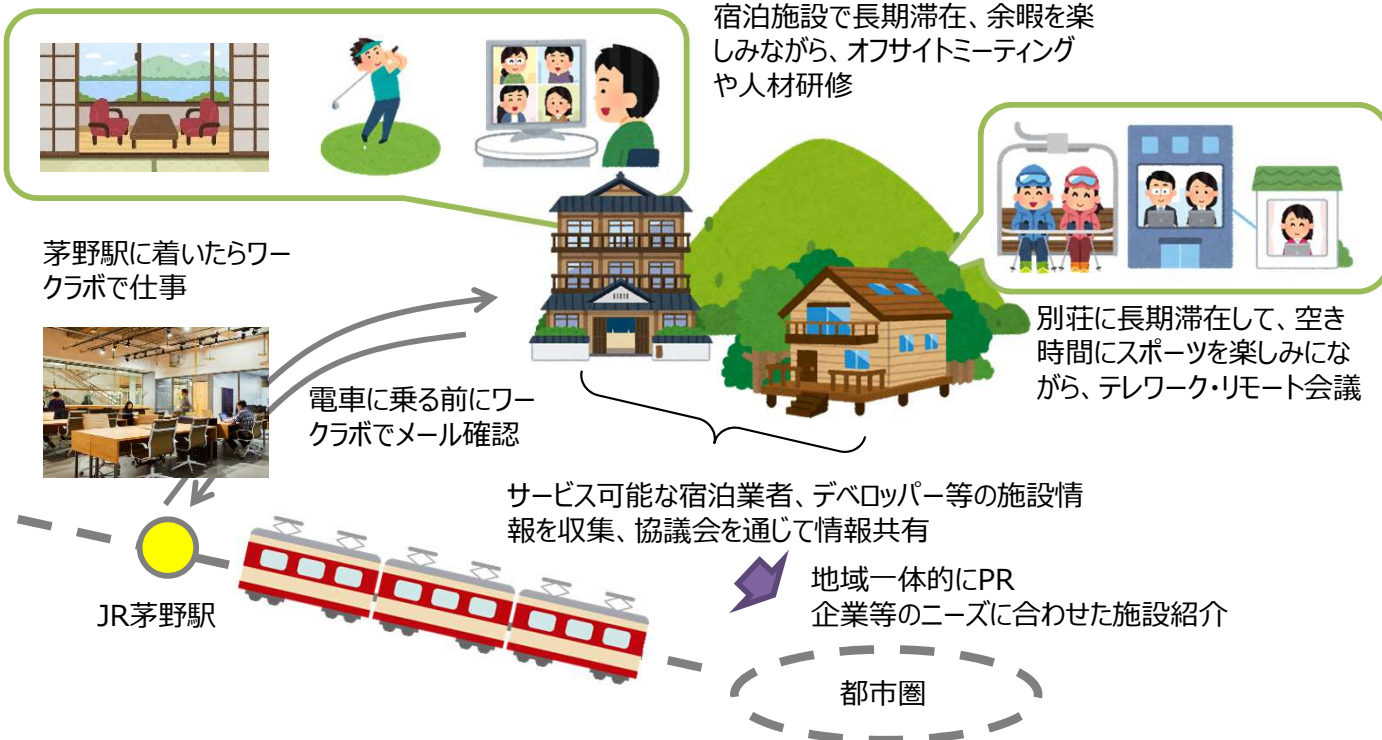 宿泊施設で長期滞在、余暇を楽
しみながら、オフサイトミーティング
や人材研修
茅野駅に着いたらワー
クラボで仕事
別荘に長期滞在して、空き
時間にスポーツを楽しみにな
がら、テレワーク・リモート会議
電車に乗る前にワー
クラボでメール確認
サービス可能な宿泊業者、デベロッパー等の施設情
報を収集、協議会を通じて情報共有
地域一体的にPR
企業等のニーズに合わせた施設紹介
JR茅野駅
都市圏